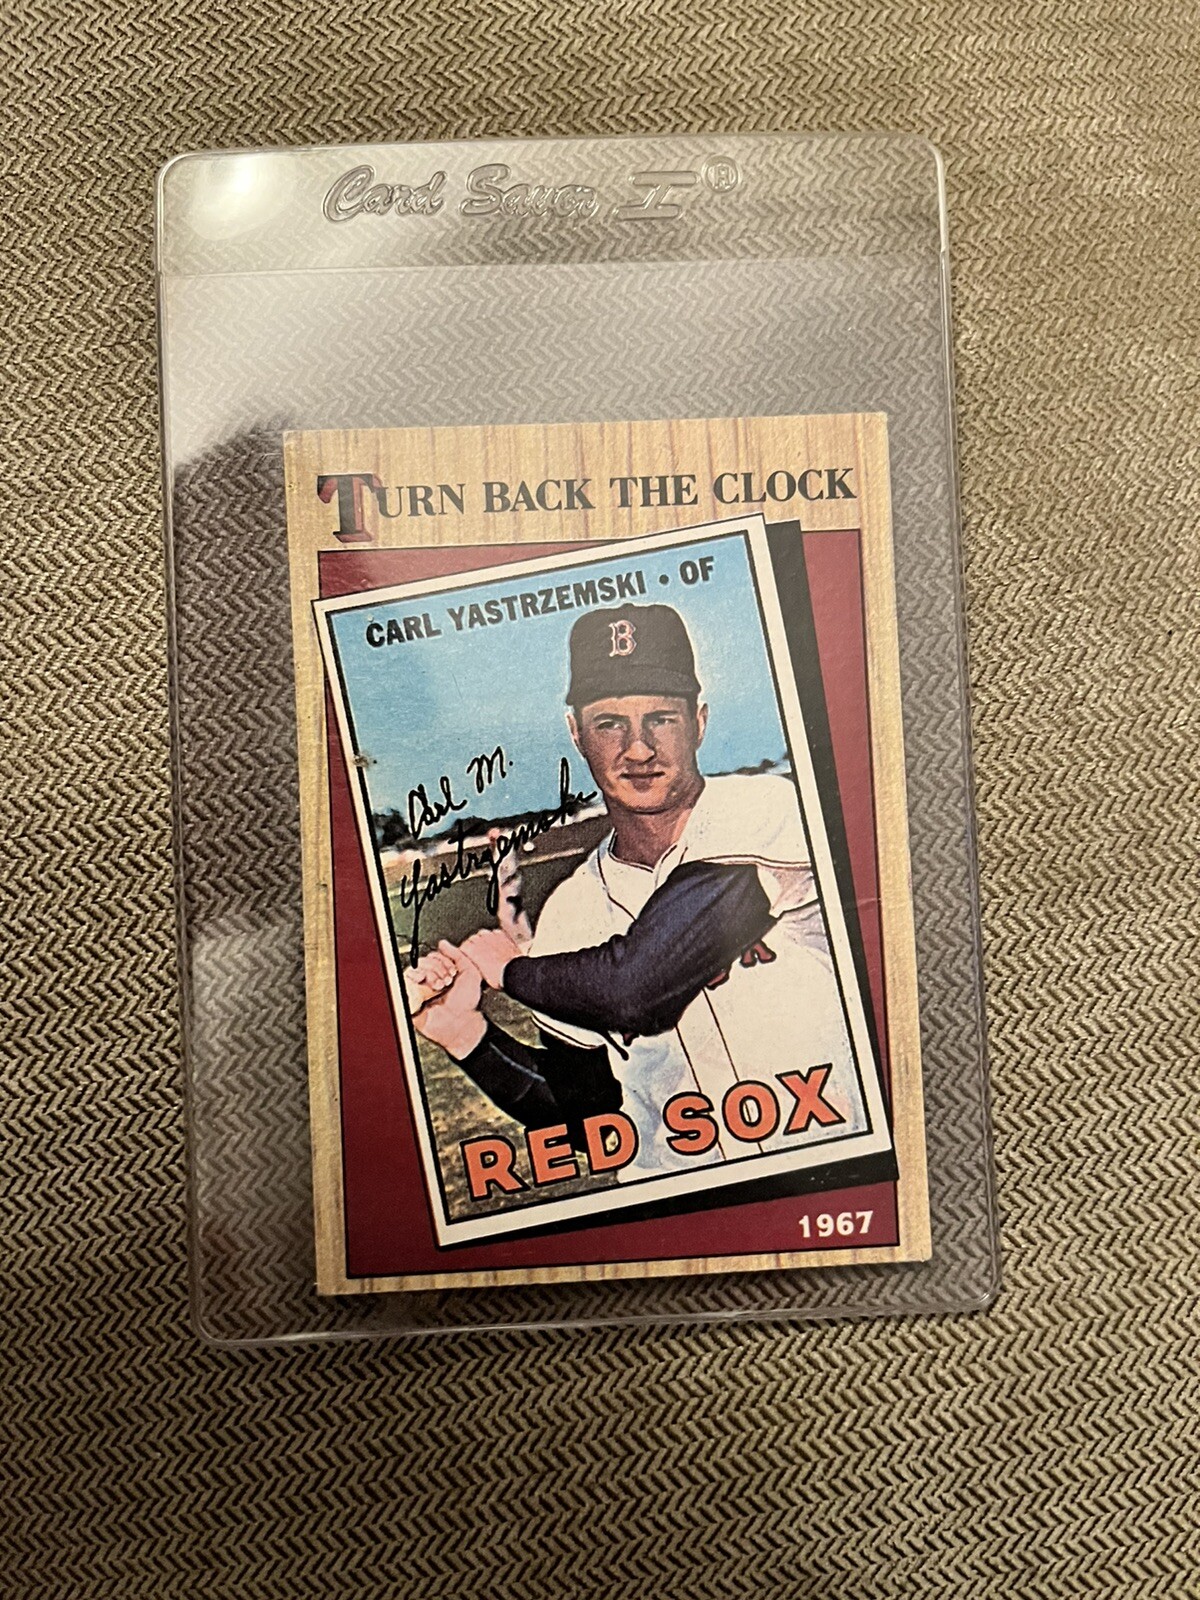 Card Saver I®
TURN BACK THE CLOCK
CARL YASTRZEMSKI • OF
B
Carl M.
Yastrzemski
RED SOX
1967